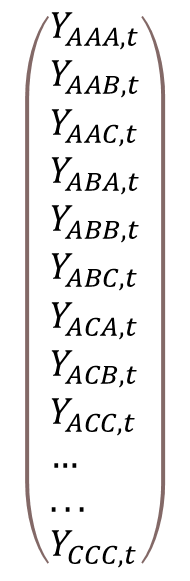 Y_{AAA,t}
Y_{AAB,t}
Y_{AAC,t}
Y_{ABA,t}
Y_{ABB,t}
Y_{ABC,t}
Y_{ACA,t}
Y_{ACB,t}
Y_{ACC,t}
...
...
Y_{CCC,t}